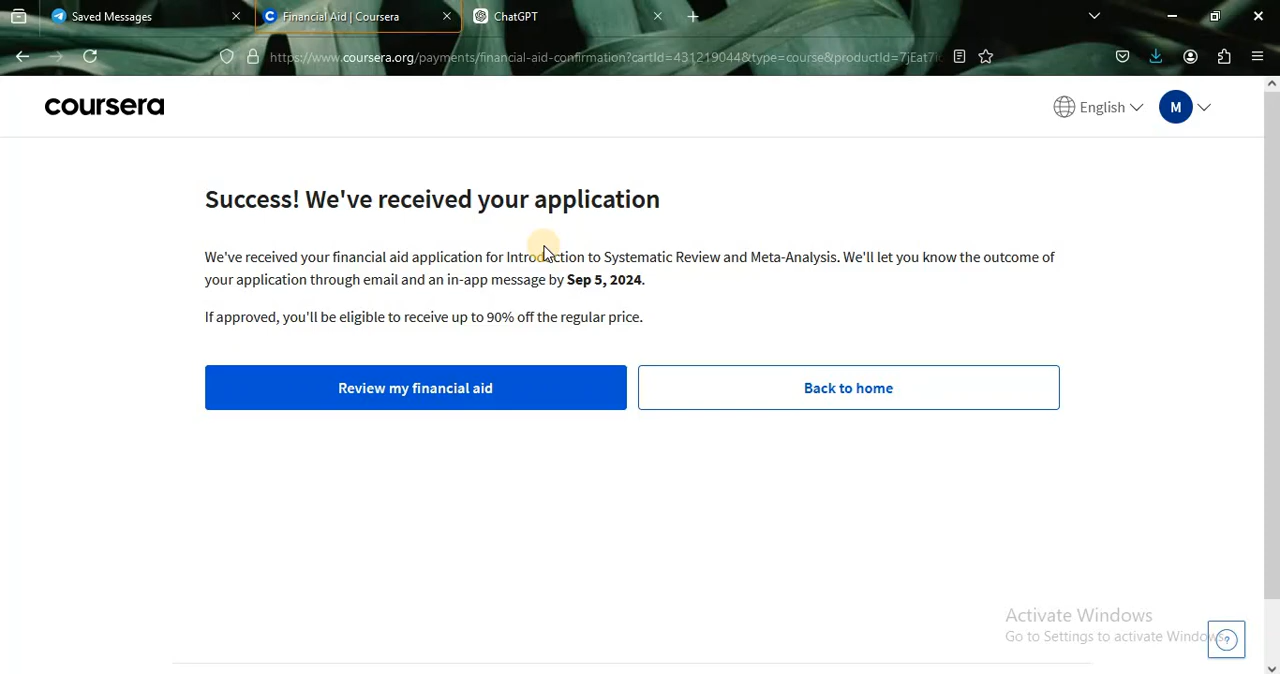 Saved Messages
Financial Aid | Coursera
ChatGPT
https://www.coursera.org/payments/financial-aid-confirmation?cartId=431219044&type=course&productId=7jEat7i
coursera
English
M
Success! We've received your application
We've received your financial aid application for Introduction to Systematic Review and Meta-Analysis. We'll let you know the outcome of
your application through email and an in-app message by Sep 5, 2024.
If approved, you'll be eligible to receive up to 90% off the regular price.
Review my financial aid
Back to home
Activate Windows
Go to Settings to activate Windows.